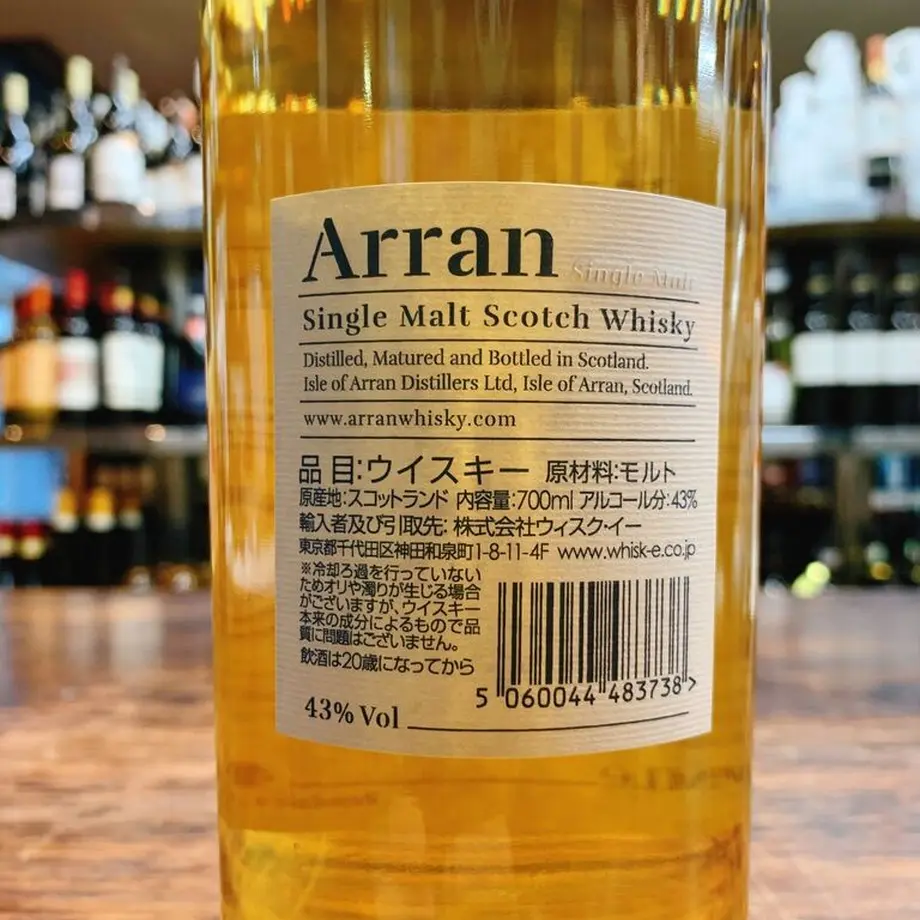 Arran
Single Malt
Single Malt Scotch Whisky
Distilled, Matured and Bottled in Scotland.
Isle of Arran Distillers Ltd, Isle of Arran, Scotland.
www.arranwhisky.com
品 目:ウイスキー 原材料:モルト
原産地:スコットランド 内容量:700ml アルコール分:43%
輸入者及び引取先: 株式会社ウィスク・イー
東京都千代田区神田和泉町1-8-11-4F www.whisk-e.co.jp
※冷却ろ過を行っていない
ためオリや濁りが生じる場合
がございますが、ウイスキー
本来の成分によるもので品
質に問題はございません。
飲酒は20歳になってから
5 060044 483738 >
43% Vol